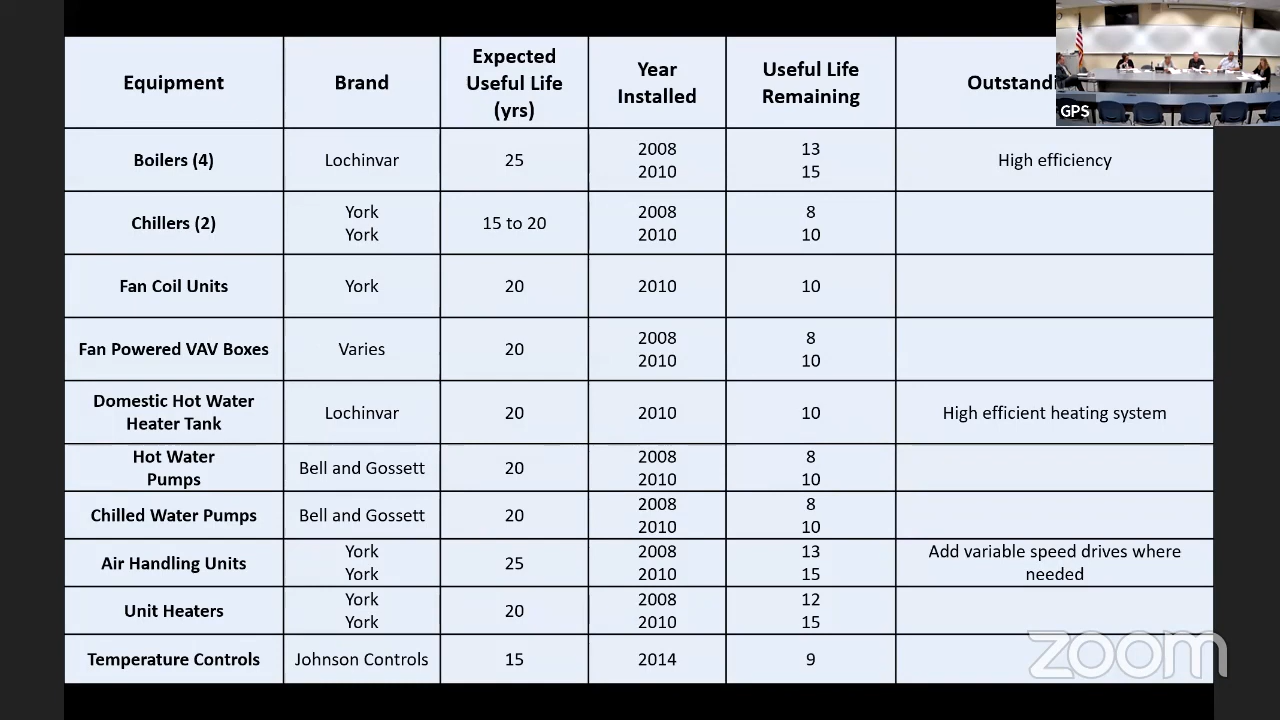 Equipment
Brand
Expected
Useful Life
(yrs)
Year
Installed
Useful Life
Remaining
Outstandi
GPS
Boilers (4)
Lochinvar
25
2008
2010
13
15
High efficiency
Chillers (2)
York
York
15 to 20
2008
2010
8
10
Fan Coil Units
York
20
2010
10
Fan Powered VAV Boxes
Varies
20
2008
2010
8
10
Domestic Hot Water
Heater Tank
Lochinvar
20
2010
10
High efficient heating system
Hot Water
Pumps
Bell and Gossett
20
2008
2010
8
10
Chilled Water Pumps
Bell and Gossett
20
2008
2010
8
10
Air Handling Units
York
York
25
2008
2010
13
15
Add variable speed drives where
needed
Unit Heaters
York
York
20
2008
2010
12
15
Temperature Controls
Johnson Controls
15
2014
9
zoom